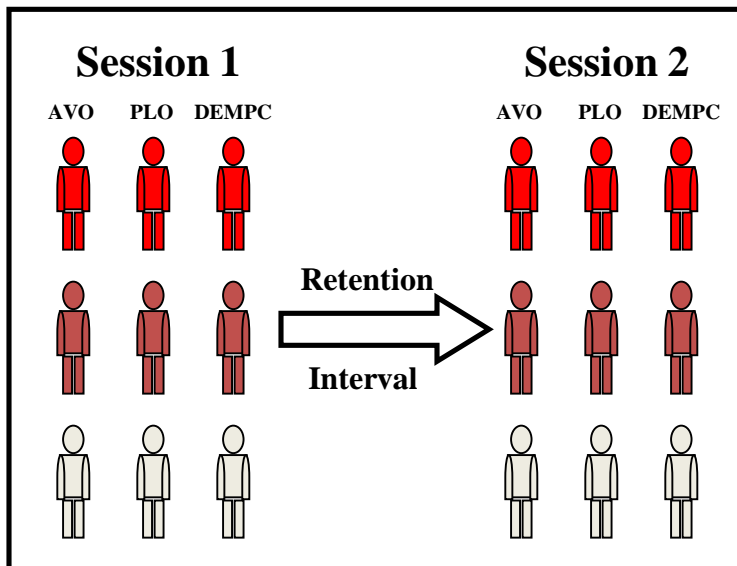 Session 1
Session 2
AVO PLO DEMPC
AVO PLO DEMPC
Retention
Interval